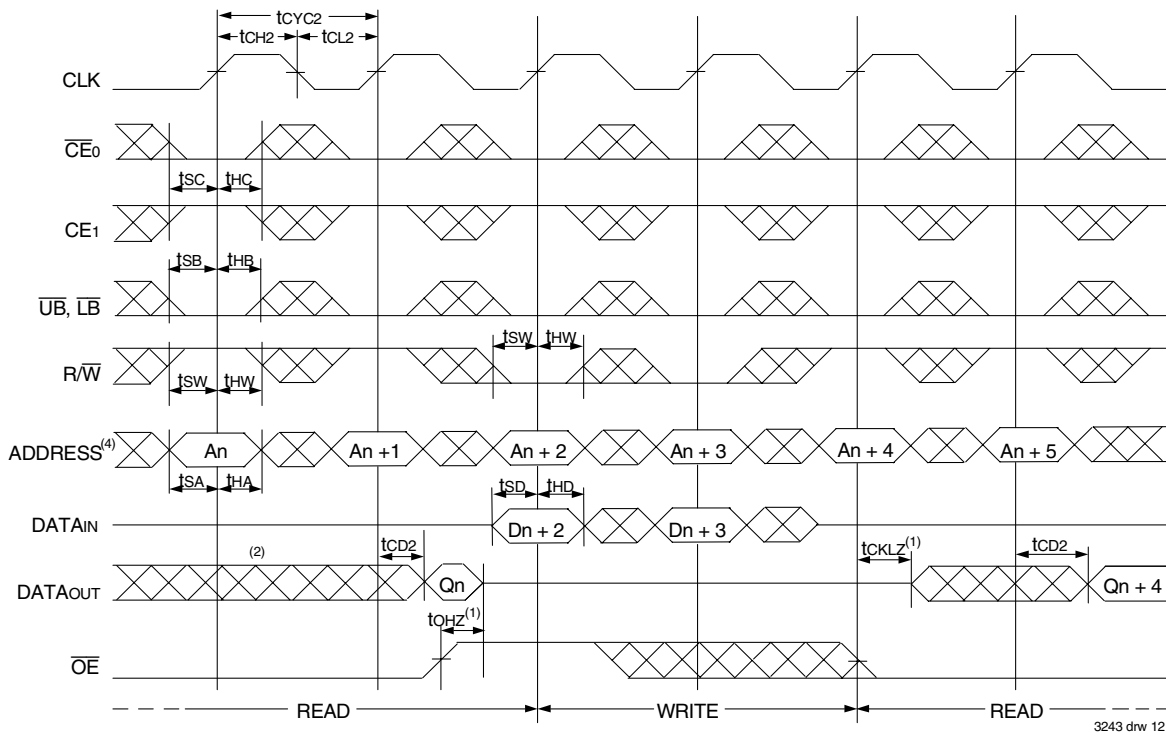 tCYC2
tCH2 tCL2
CLK
CE0
tSC tHC
CE1
tSB tHB
UB, LB
tSW tHW
R/W
tSW tHW
ADDRESS(4) An An +1 An + 2 An + 3 An + 4 An + 5
tSA tHA tSD tHD
DATAIN Dn + 2 Dn + 3
(2) tCD2 tCKLZ(1) tCD2
DATAOUT Qn Qn + 4
tOHZ(1)
OE
READ WRITE READ
3243 drw 12